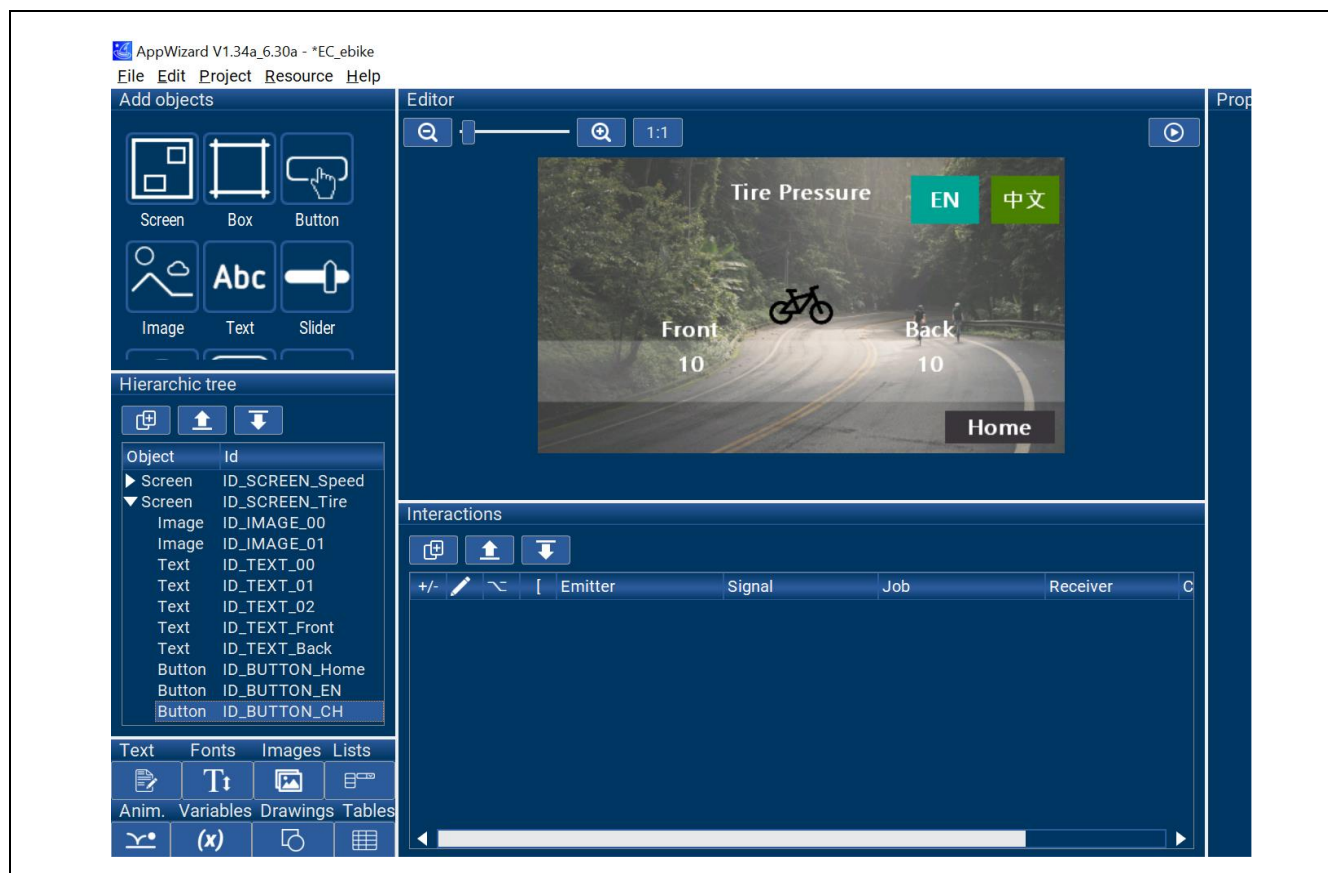 AppWizard V1.34a_6.30a - *EC_ebike
File Edit Project Resource Help
Add objects
Screen Box Button
Abc
Image Text Slider
Hierarchic tree
Object Id
Screen ID_SCREEN_Speed
Screen ID_SCREEN_Tire
Image ID_IMAGE_00
Image ID_IMAGE_01
Text ID_TEXT_00
Text ID_TEXT_01
Text ID_TEXT_02
Text ID_TEXT_Front
Text ID_TEXT_Back
Button ID_BUTTON_Home
Button ID_BUTTON_EN
Button ID_BUTTON_CH
Text Fonts Images Lists
T
Anim. Variables Drawings Tables
(x)
Editor
1:1
Tire Pressure EN 中文
Front Back
10 10
Home
Interactions
+/- [ Emitter Signal Job Receiver C
Prop